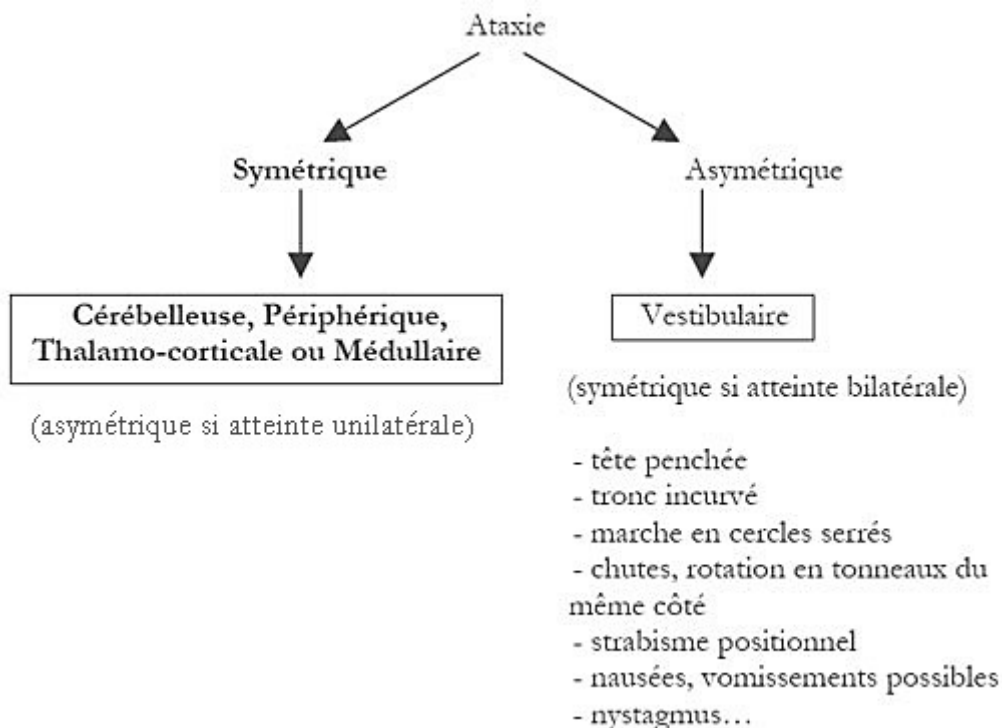 Ataxie
Symétrique
Asymétrique
Cérébelleuse, Périphérique,
Thalamo-corticale ou Médullaire
(asymétrique si atteinte unilatérale)
Vestibulaire
(symétrique si atteinte bilatérale)
- tête penchée
- tronc incurvé
- marche en cercles serrés
- chutes, rotation en tonneaux du
même côté
- strabisme positionnel
- nausées, vomissements possibles
- nystagmus…